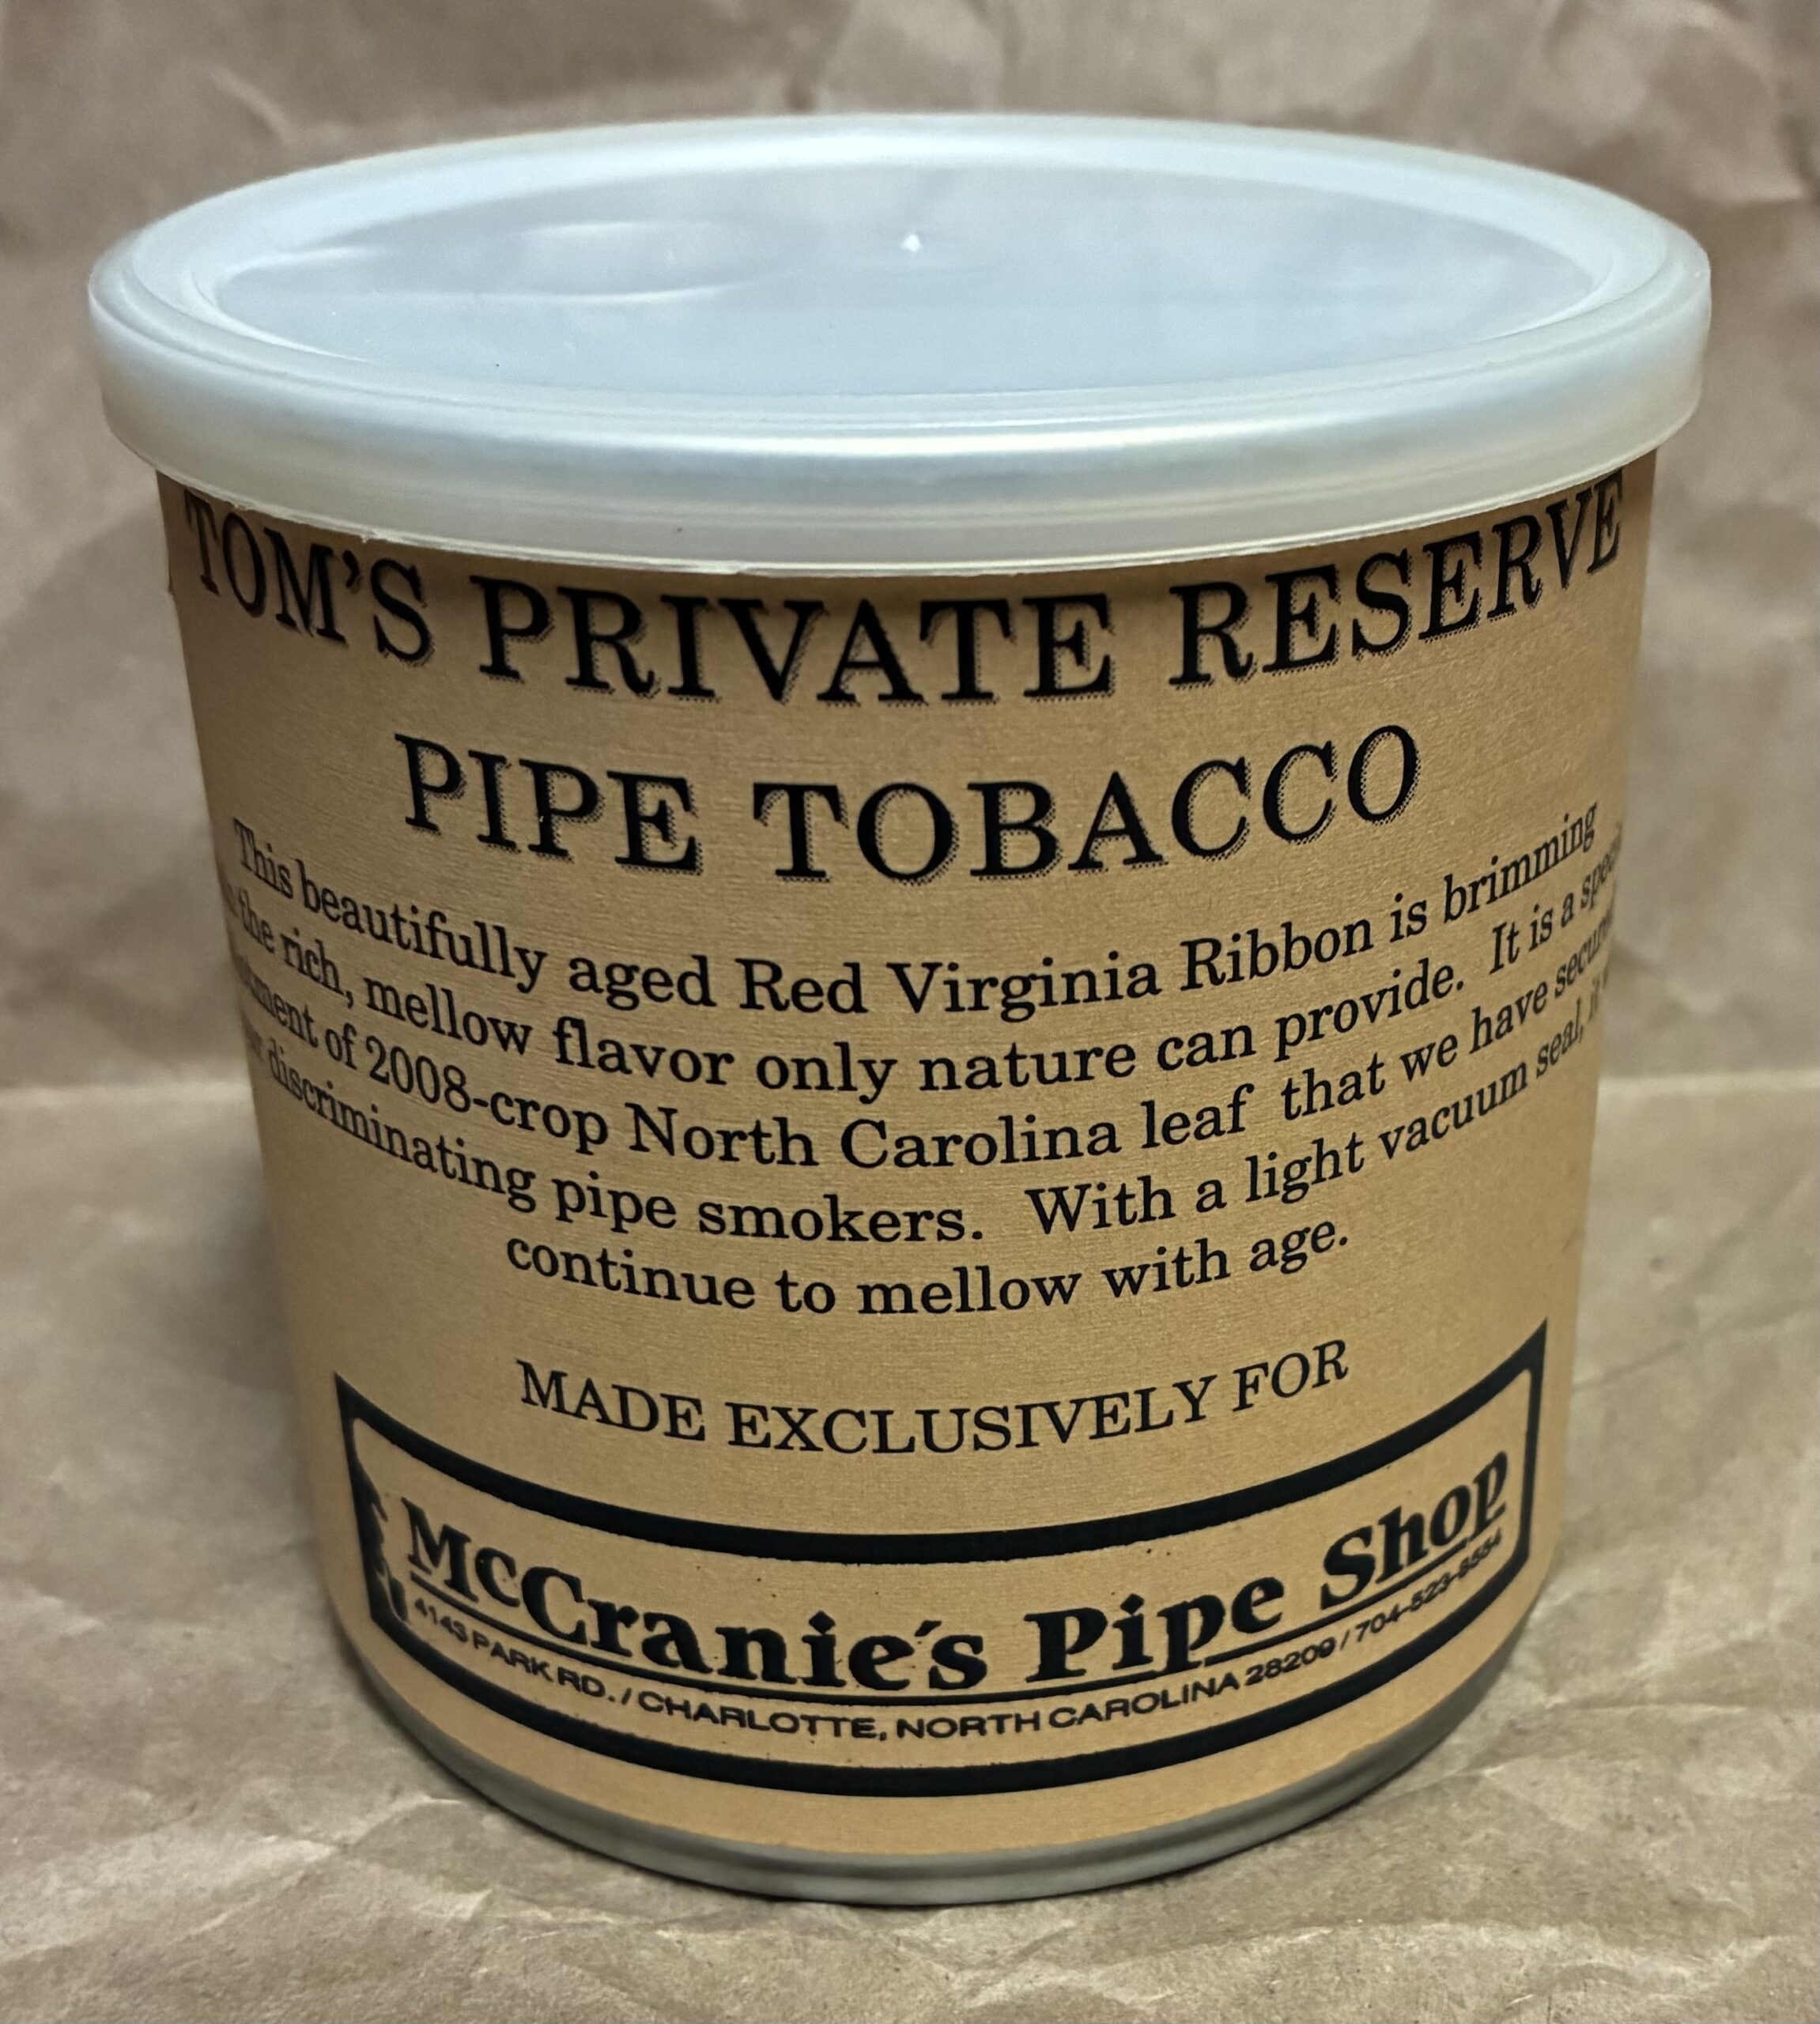 TOM'S PRIVATE RESERVE
PIPE TOBACCO
This beautifully aged Red Virginia Ribbon is brimming
the rich, mellow flavor only nature can provide. It is a
of 2008-crop North Carolina leaf that we have
discriminating pipe smokers. With a light vacuum seal,
continue to mellow with age.
MADE EXCLUSIVELY FOR
McCranie's Pipe Shop
4143 PARK RD. / CHARLOTTE, NORTH CAROLINA 28209 / 704-523-8554